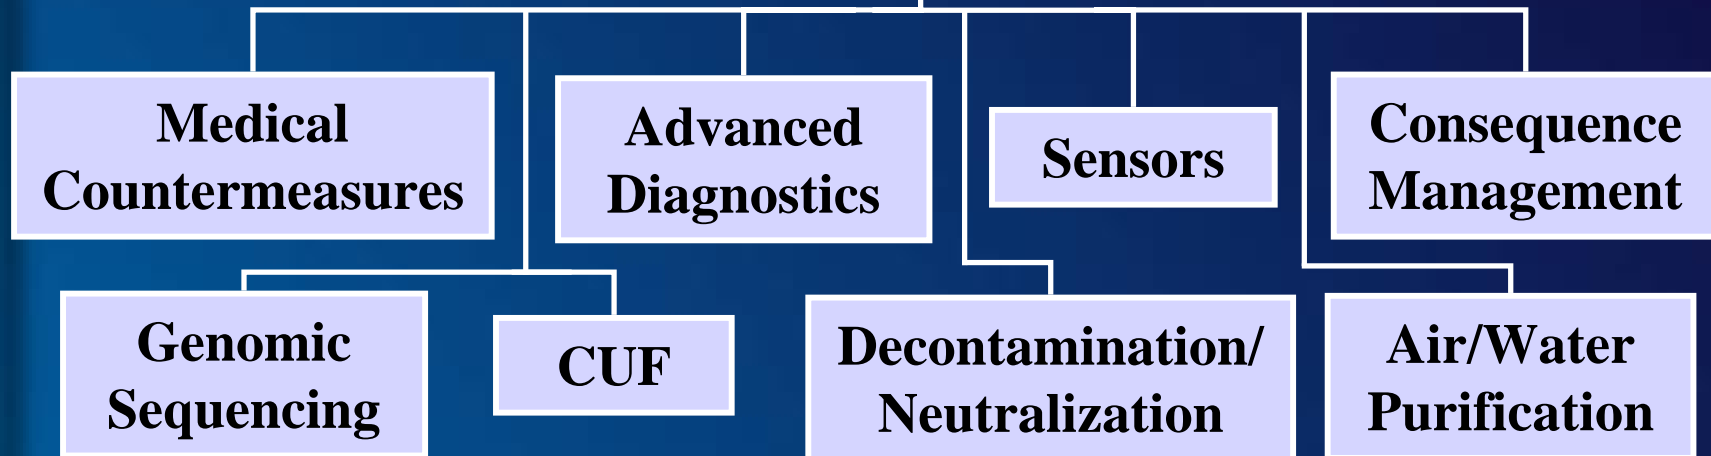 Medical
Countermeasures
Advanced
Diagnostics
Sensors
Consequence
Management
Genomic
Sequencing
CUF
Decontamination/
Neutralization
Air/Water
Purification